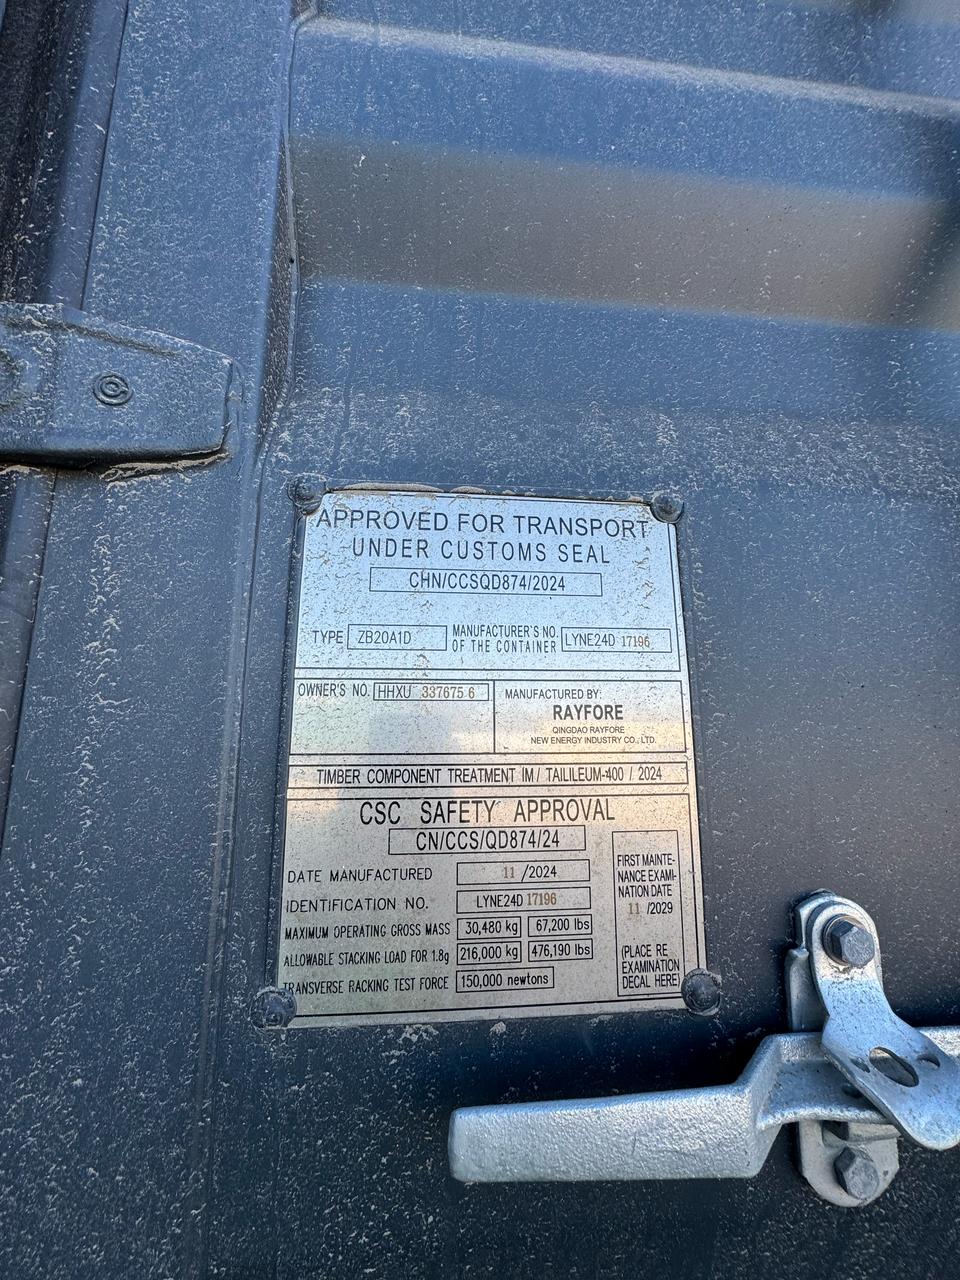 APPROVED FOR TRANSPORT
UNDER CUSTOMS SEAL
CHN/CCSQD874/2024
TYPE ZB20A1D MANUFACTURER'S NO. OF THE CONTAINER LYNE24D 17196
OWNER'S NO. HHXU 337675 6
MANUFACTURED BY:
RAYFORE
QINGDAO RAYFORE
NEW ENERGY INDUSTRY CO., LTD.
TIMBER COMPONENT TREATMENT IM / TAILILEUM-400 / 2024
CSC SAFETY APPROVAL
CN/CCS/QD874/24
DATE MANUFACTURED 11 /2024
IDENTIFICATION NO. LYNE24D 17196
MAXIMUM OPERATING GROSS MASS 30,480 kg 67,200 lbs
ALLOWABLE STACKING LOAD FOR 1.8g 216,000 kg 476,190 lbs
TRANSVERSE RACKING TEST FORCE 150,000 newtons
FIRST MAINTE-
NANCE EXAMI-
NATION DATE
11 /2029
(PLACE RE
EXAMINATION
DECAL HERE)